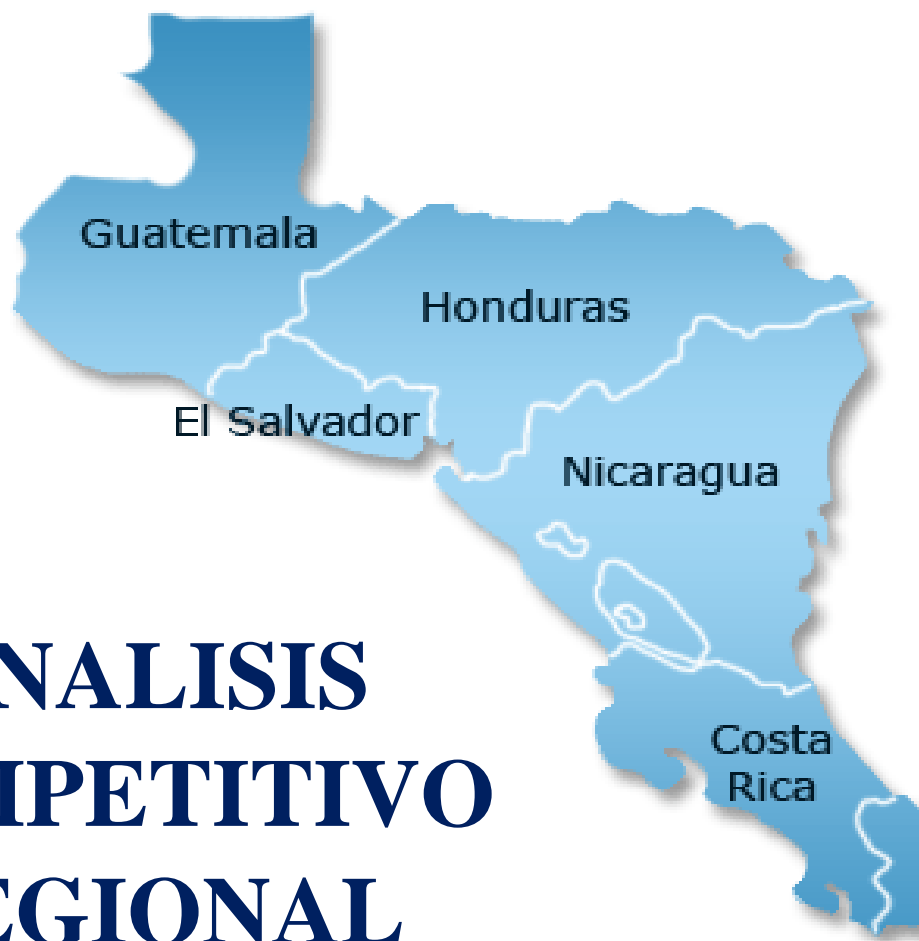 Guatemala
Honduras
El Salvador
Nicaragua
NALISIS
Costa
Rica
IPETITIVO
EGIONAL